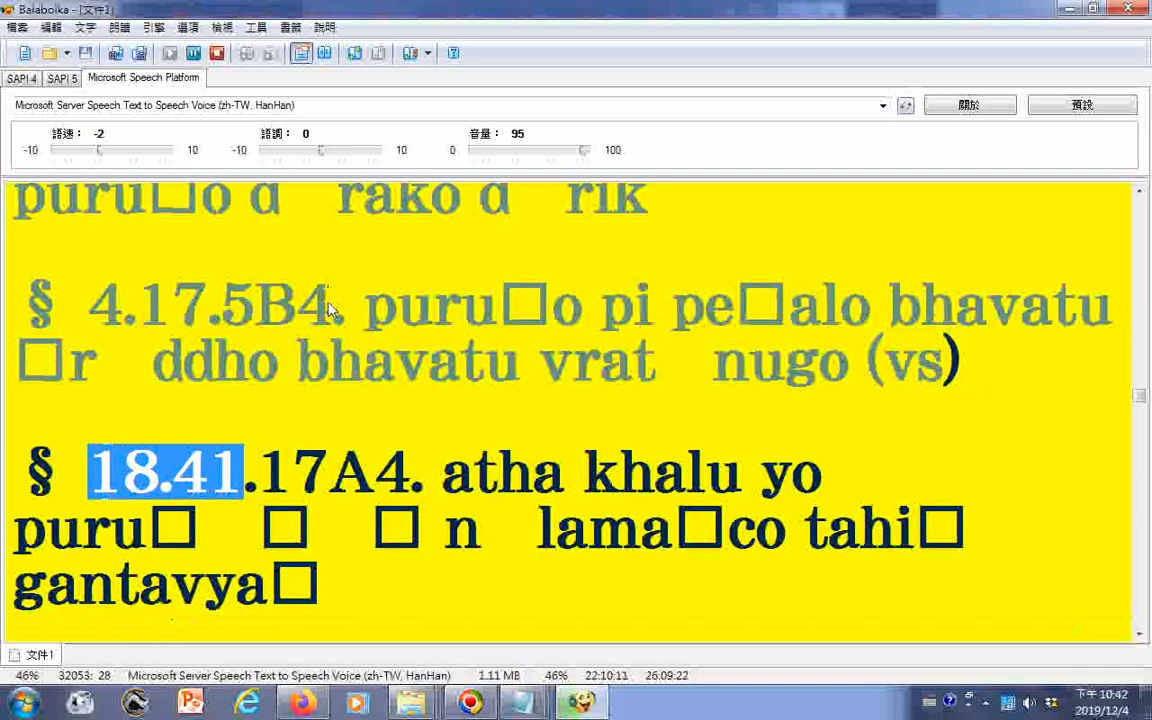 Balabolka - [文件1]
檔案 編輯 文字 朗讀 引擎 選項 檢視 工具 書籤 說明
SAPI 4 SAPI 5 Microsoft Speech Platform
Microsoft Server Speech Text to Speech Voice (zh-TW, HanHan) 關於 預設
語速： -2 語調： 0 音量： 95
-10 10 -10 10 0 100
puru□o d rako d rik
§ 4.17.5B4. puru□o pi pe□alo bhavatu
□r ddho bhavatu vrat nugo (vs)
§ 18.41.17A4. atha khalu yo
puru□ □ □ n lama□co tahi□
gantavya□
文件1
46% 32053: 28 Microsoft Server Speech Text to Speech Voice (zh-TW, HanHan) 1.11 MB 46% 22:10:11 26:09:22
下午 10:42
2019/12/4